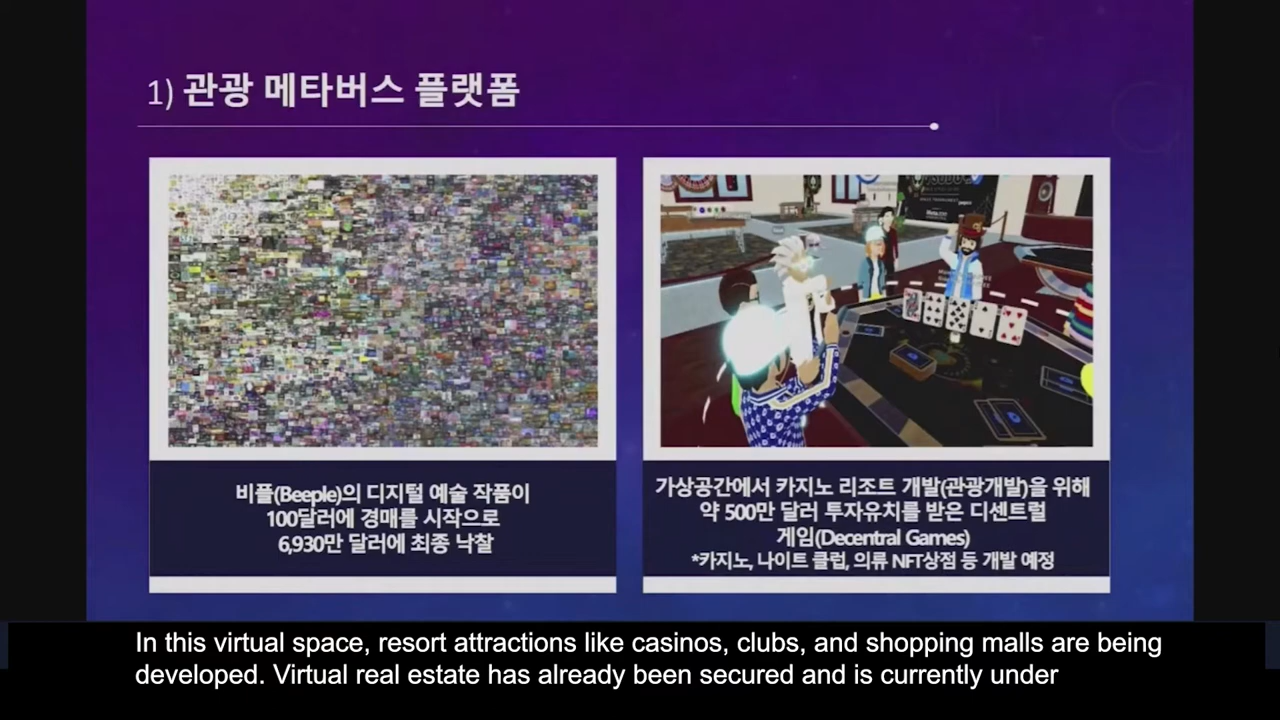 1) 관광 메타버스 플랫폼
비플(Beeple)의 디지털 예술 작품이
100달러에 경매를 시작으로
6,930만 달러에 최종 낙찰
가상공간에서 카지노 리조트 개발(관광개발)을 위해
약 500만 달러 투자유치를 받은 디센트럴
게임(Decentral Games)
*카지노, 나이트 클럽, 의류 NFT상점 등 개발 예정
In this virtual space, resort attractions like casinos, clubs, and shopping malls are being
developed. Virtual real estate has already been secured and is currently under